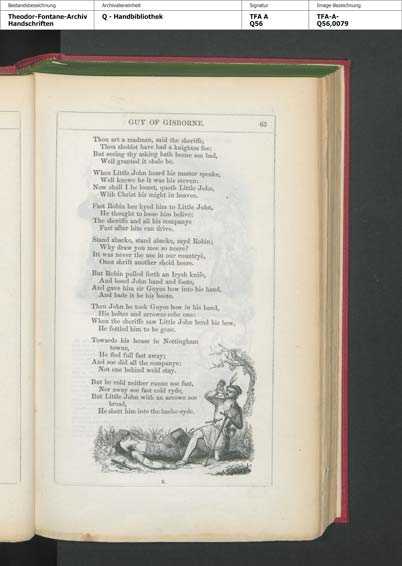 Bestandsbezeichnung
Theodor-Fontane-Archiv
Handschriften
Archivalieneinheit
Q - Handbibliothek
Signatur
TFA A
Q56
Image-Bezeichnung
TFA-A-
Q56,0079
GUY OF GISBORNE. 63
Thou art a madman, said the sheriffe,
Thou sholdst have had a knightes fee:
But seeing thy asking hath beene soe bad,
Well granted it shale be.
When Little John heard his master speake,
Well knewe he it was his steven:
Now shall I be looset, quoth Little John,
With Christ his might in heaven.
Fast Robin hee hyed him to Little John,
He thought to loose him belive:
The sheriffe and all his companye
Fast after him can drive.
Stand abacke, stand abacke, sayd Robin;
Why draw you mee so neere?
Itt was never the use in our countryè,
Ones shrift another shold heere.
But Robin pulled forth an Irysh knife,
And losed John hand and foote,
And gave him sir Guyes bow into his hand,
And bade it be his boote.
Then John he took Guyes bow in his hand,
His boltes and arrowes eche one:
When the sheriffe saw Little John bend his bow,
He fettled him to be gone.
Towards his house in Nottingham
towne,
He fled full fast away;
And soe did all the companye:
Not one behind wold stay.
But he cold neither runne soe fast,
Nor away soe fast cold ryde,
But Little John with an arrowe soe
broad,
He shott him into the backe-syde.